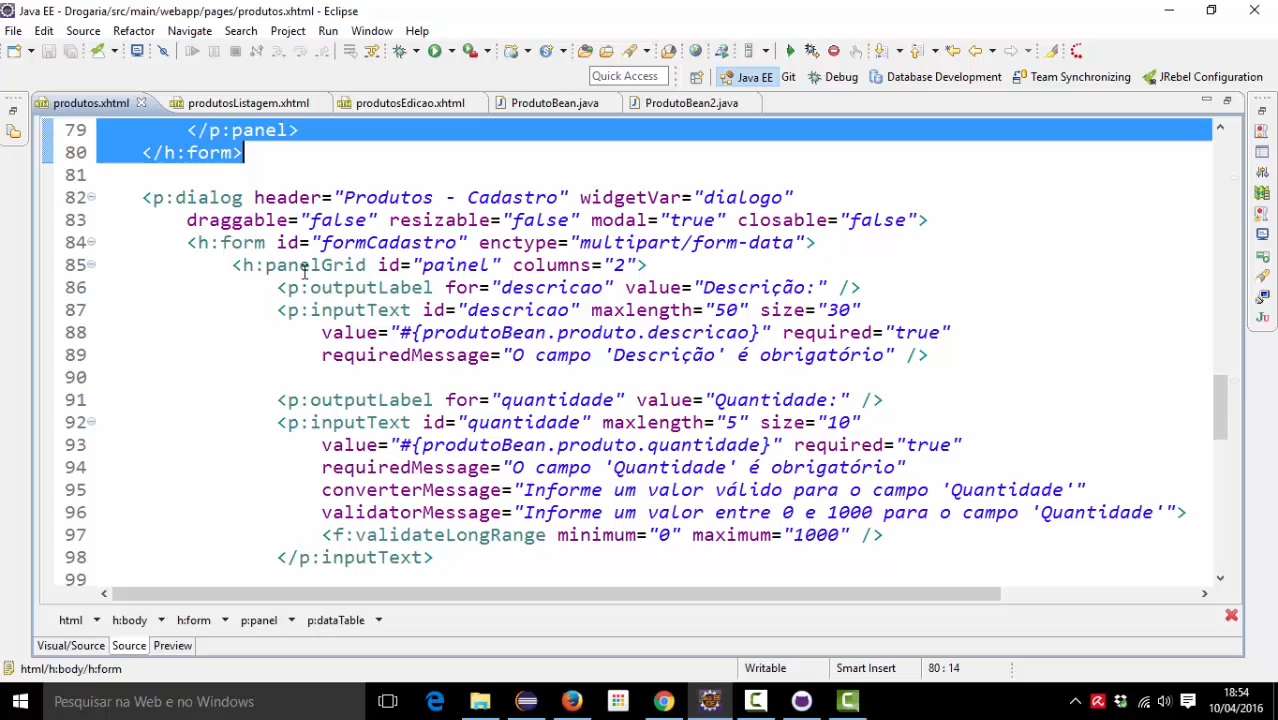 Java EE - Drogaria/src/main/webapp/pages/produtos.xhtml - Eclipse
File Edit Source Refactor Navigate Search Project Run Window Help
Quick Access Java EE Git Debug Database Development Team Synchronizing JRebel Configuration
produtos.xhtml produtosListagem.xhtml produtosEdicao.xhtml ProdutoBean.java ProdutoBean2.java
79 </p:panel>
80 </h:form>
81
82 <p:dialog header="Produtos - Cadastro" widgetVar="dialogo"
83 draggable="false" resizable="false" modal="true" closable="false">
84 <h:form id="formCadastro" enctype="multipart/form-data">
85 <h:panelGrid id="painel" columns="2">
86 <p:outputLabel for="descricao" value="Descrição:" />
87 <p:inputText id="descricao" maxlength="50" size="30"
88 value="#{produtoBean.produto.descricao}" required="true"
89 requiredMessage="O campo 'Descrição' é obrigatório" />
90
91 <p:outputLabel for="quantidade" value="Quantidade:" />
92 <p:inputText id="quantidade" maxlength="5" size="10"
93 value="#{produtoBean.produto.quantidade}" required="true"
94 requiredMessage="O campo 'Quantidade' é obrigatório"
95 converterMessage="Informe um valor válido para o campo 'Quantidade'"
96 validatorMessage="Informe um valor entre 0 e 1000 para o campo 'Quantidade'">
97 <f:validateLongRange minimum="0" maximum="1000" />
98 </p:inputText>
99
html h:body h:form p:panel p:dataTable
Visual/Source Source Preview
html/h:body/h:form Writable Smart Insert 80 : 14
Pesquisar na Web e no Windows 18:54
10/04/2016